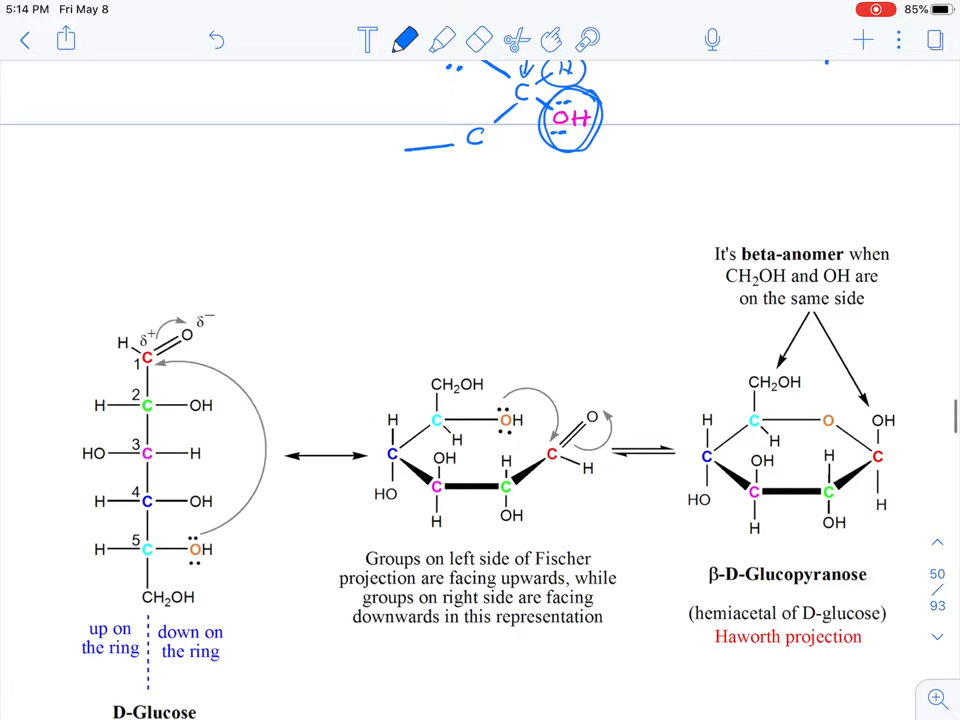 5:14 PM Fri May 8
85%
T
H
C
OH
C
It's beta-anomer when
CH₂OH and OH are
on the same side
H δ⁺ O δ⁻
1 C
2
H C OH
3
HO C H
4
H C OH
5
H C OH
CH₂OH
up on down on
the ring the ring
D-Glucose
CH₂OH
H C OH O
H
C OH H C H
HO C C
H OH
Groups on left side of Fischer
projection are facing upwards, while
groups on right side are facing
downwards in this representation
CH₂OH
H C O OH
H
C OH H C
HO C C H
H OH
β-D-Glucopyranose
(hemiacetal of D-glucose)
Haworth projection
50
/
93